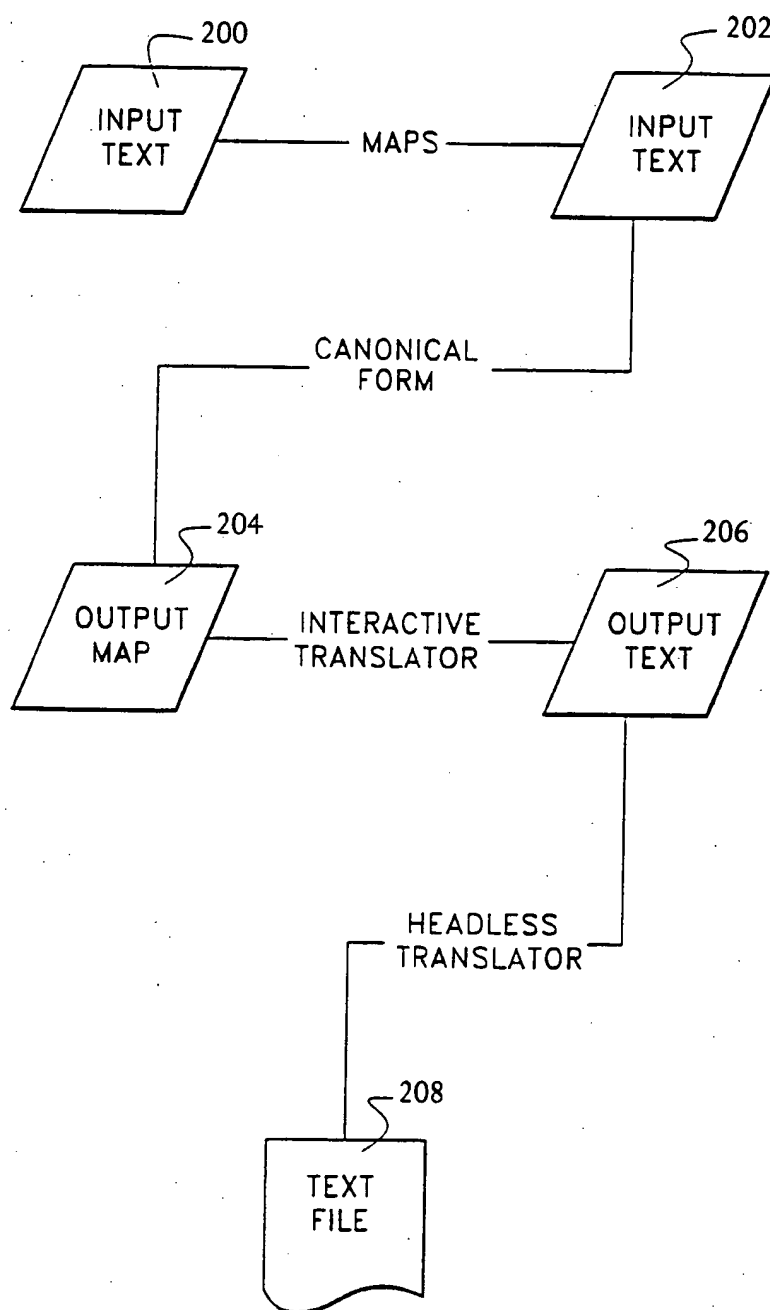 200
202
INPUT
TEXT
MAPS
INPUT
TEXT
CANONICAL
FORM
204
206
OUTPUT
MAP
INTERACTIVE
TRANSLATOR
OUTPUT
TEXT
HEADLESS
TRANSLATOR
208
TEXT
FILE